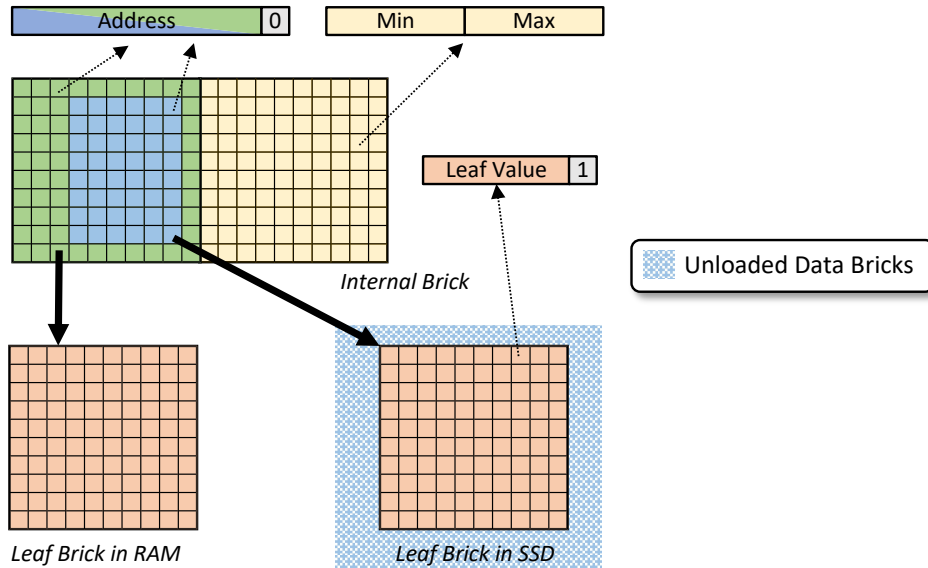 Address 0
Min Max
Leaf Value 1
Internal Brick
Unloaded Data Bricks
Leaf Brick in RAM
Leaf Brick in SSD